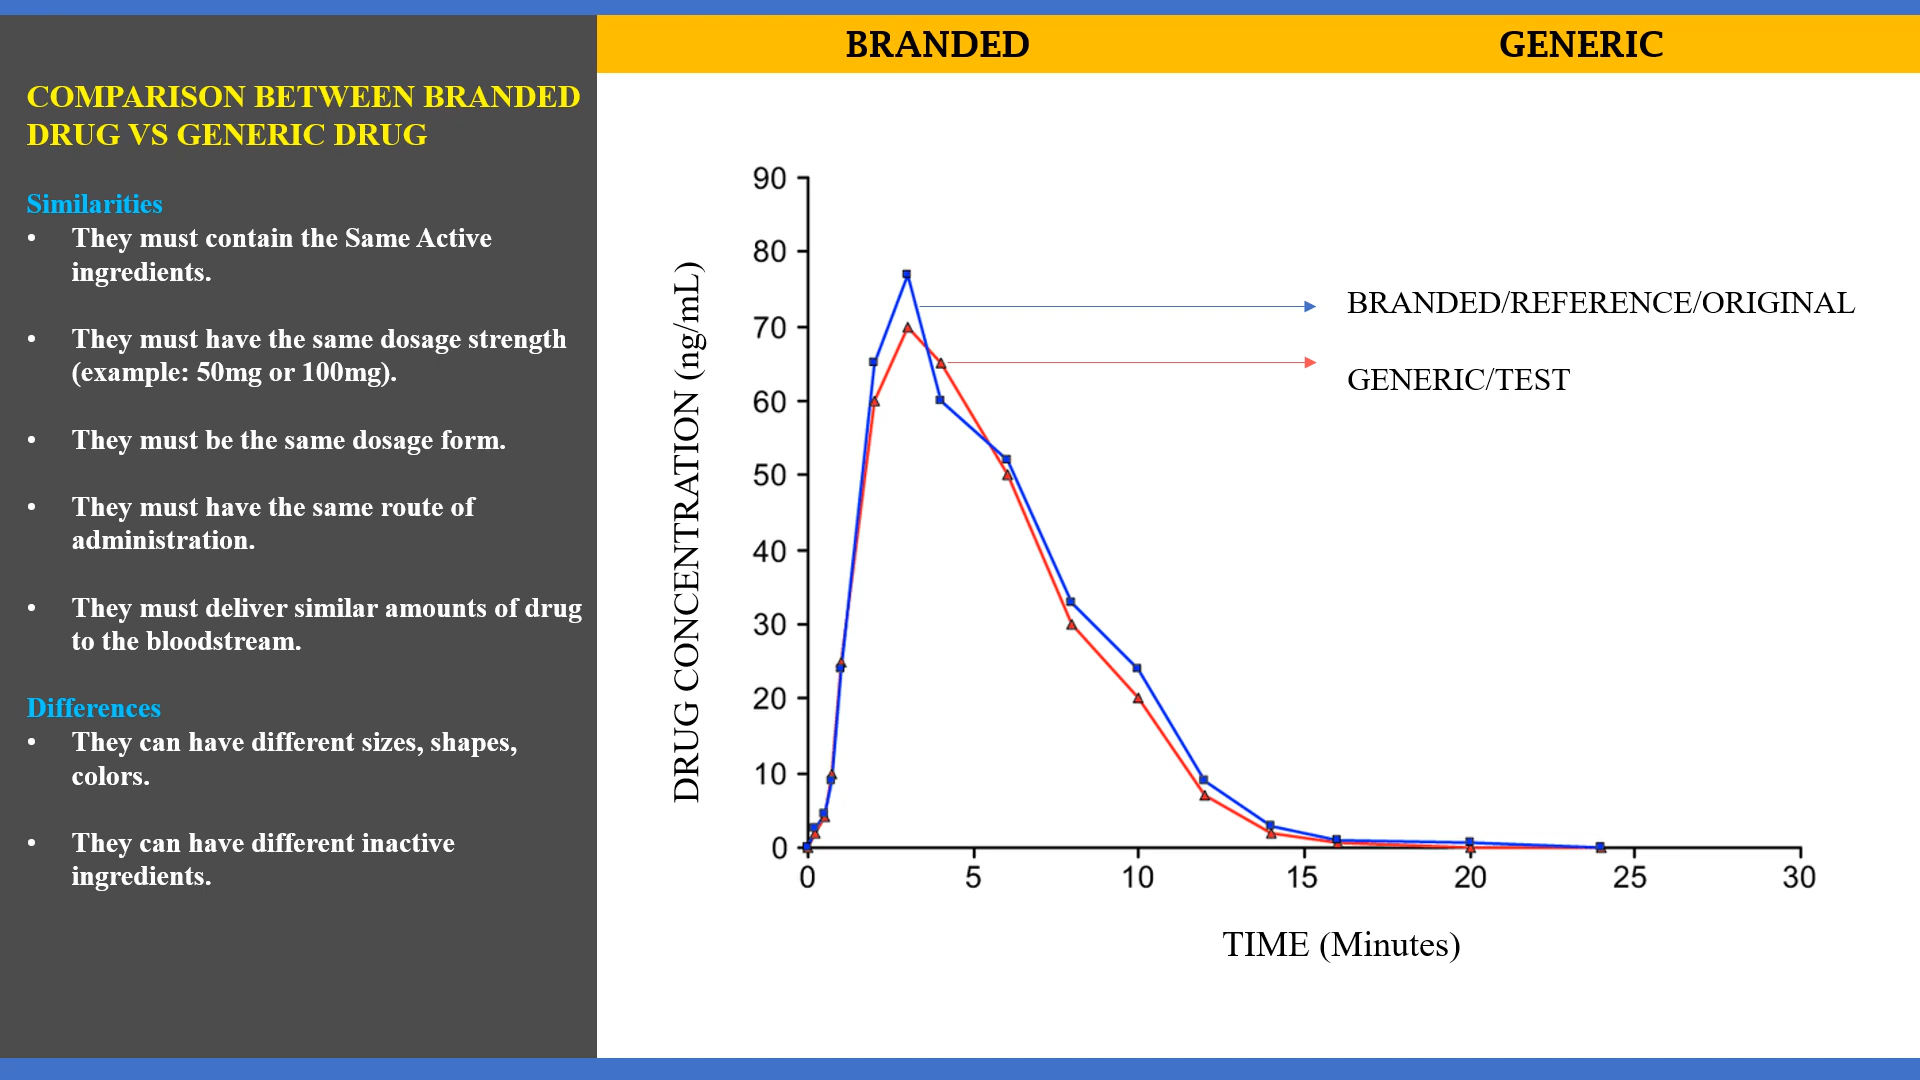 COMPARISON BETWEEN BRANDED
DRUG VS GENERIC DRUG
Similarities
• They must contain the Same Active
ingredients.
• They must have the same dosage strength
(example: 50mg or 100mg).
• They must be the same dosage form.
• They must have the same route of
administration.
• They must deliver similar amounts of drug
to the bloodstream.
Differences
• They can have different sizes, shapes,
colors.
• They can have different inactive
ingredients.
BRANDED
GENERIC
DRUG CONCENTRATION (ng/mL)
90
80
70
60
50
40
30
20
10
0
BRANDED/REFERENCE/ORIGINAL
GENERIC/TEST
0 5 10 15 20 25 30
TIME (Minutes)